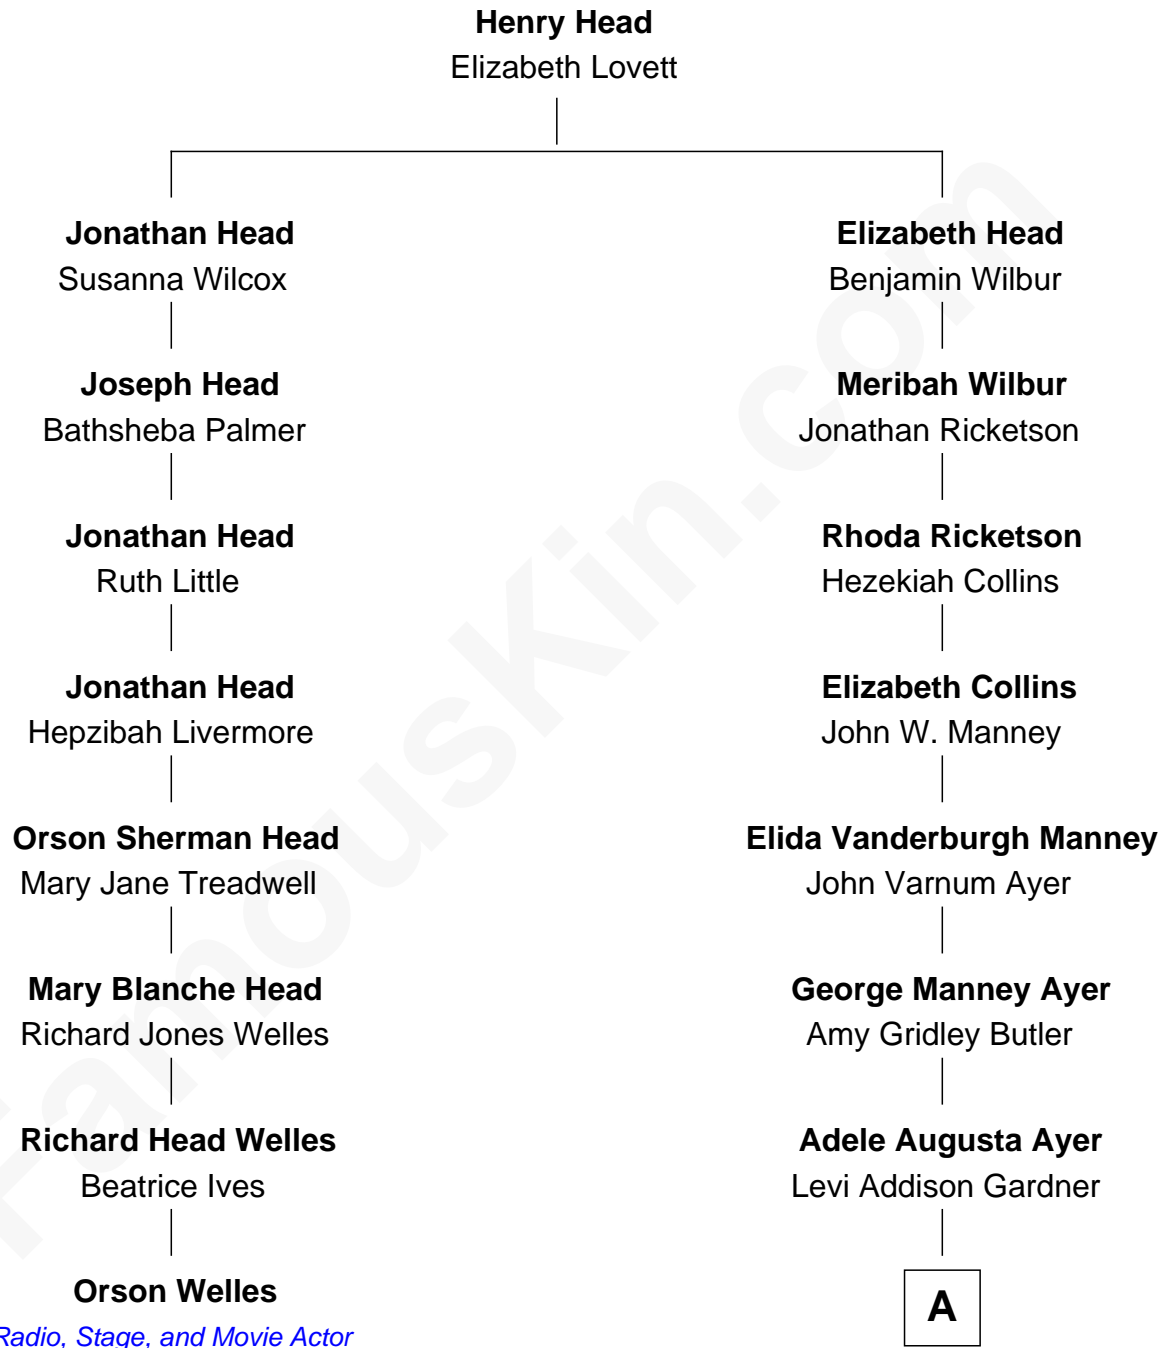 Henry Head
Elizabeth Lovett
Jonathan Head
Susanna Wilcox
Joseph Head
Bathsheba Palmer
Jonathan Head
Ruth Little
Jonathan Head
Hepzibah Livermore
Orson Sherman Head
Mary Jane Treadwell
Mary Blanche Head
Richard Jones Welles
Richard Head Welles
Beatrice Ives
Orson Welles
Radio, Stage, and Movie Actor
Elizabeth Head
Benjamin Wilbur
Meribah Wilbur
Jonathan Ricketson
Rhoda Ricketson
Hezekiah Collins
Elizabeth Collins
John W. Manney
Elida Vanderburgh Manney
John Varnum Ayer
George Manney Ayer
Amy Gridley Butler
Adele Augusta Ayer
Levi Addison Gardner
A
FamousKin.com